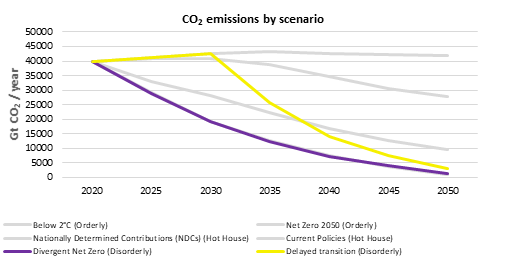 CO₂ emissions by scenario
Gt CO₂ / year
50000
45000
40000
35000
30000
25000
20000
15000
10000
5000
0
2020 2025 2030 2035 2040 2045 2050
Below 2°C (Orderly) Net Zero 2050 (Orderly)
Nationally Determined Contributions (NDCs) (Hot House) Current Policies (Hot House)
Divergent Net Zero (Disorderly) Delayed transition (Disorderly)